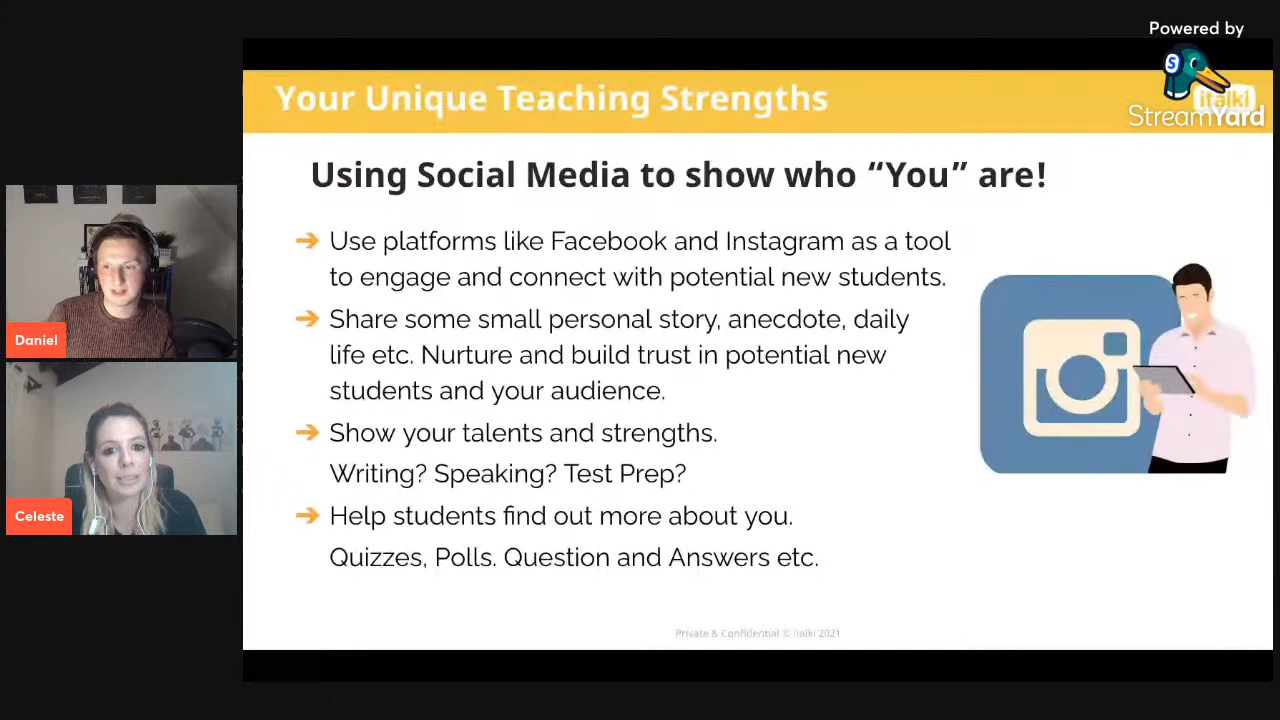 Powered by
StreamYard
italki
Your Unique Teaching Strengths
Using Social Media to show who “You” are!
➔ Use platforms like Facebook and Instagram as a tool
to engage and connect with potential new students.
➔ Share some small personal story, anecdote, daily
life etc. Nurture and build trust in potential new
students and your audience.
➔ Show your talents and strengths.
Writing? Speaking? Test Prep?
➔ Help students find out more about you.
Quizzes, Polls. Question and Answers etc.
Private & Confidential © italki 2021
Daniel
Celeste